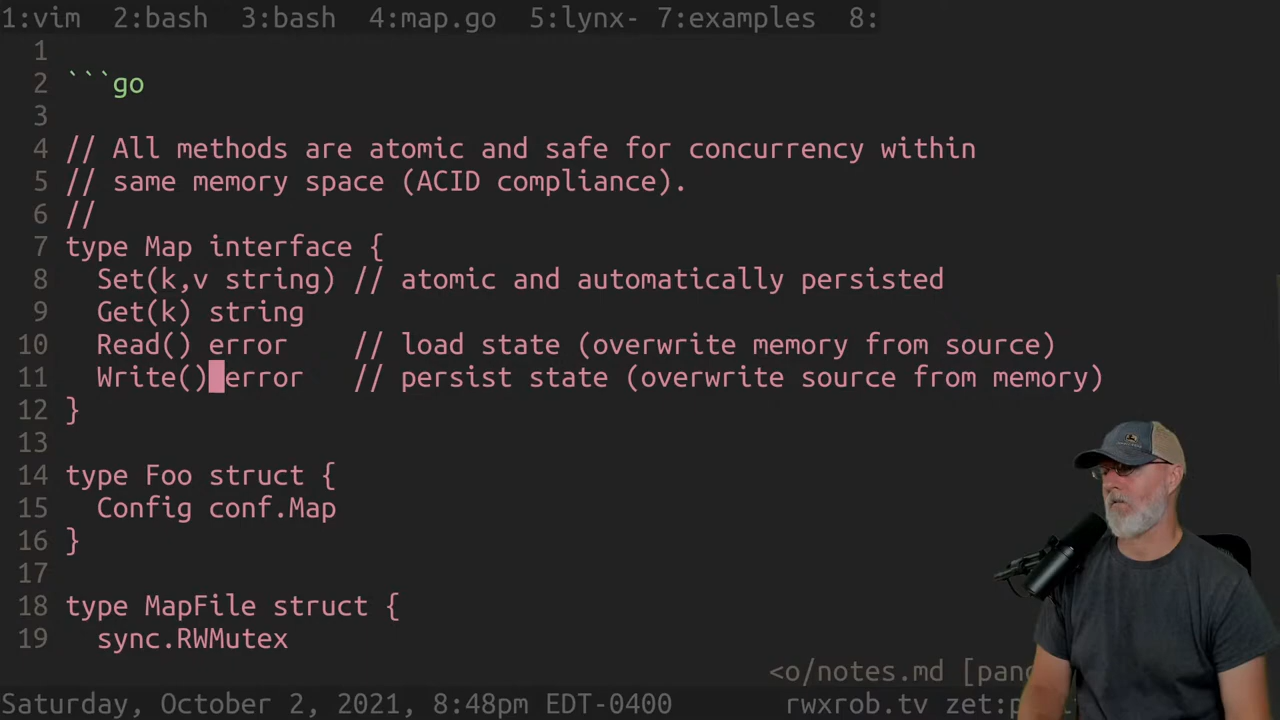 1:vim 2:bash 3:bash 4:map.go 5:lynx- 7:examples 8:
1
2 ```go
3
4 // All methods are atomic and safe for concurrency within
5 // same memory space (ACID compliance).
6 //
7 type Map interface {
8   Set(k,v string) // atomic and automatically persisted
9   Get(k) string
10   Read() error    // load state (overwrite memory from source)
11   Write() error   // persist state (overwrite source from memory)
12 }
13
14 type Foo struct {
15   Config conf.Map
16 }
17
18 type MapFile struct {
19   sync.RWMutex
<o/notes.md [pand
Saturday, October 2, 2021, 8:48pm EDT-0400 rwxrob.tv zet:p